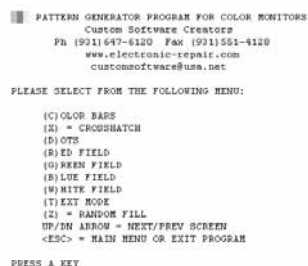 PATTERN GENERATOR PROGRAM FOR COLOR MONITORS
Custom Software Creators
Ph (931)647-6120 Fax (931)551-4128
www.electronic-repair.com
customsoftware@usa.net
PLEASE SELECT FROM THE FOLLOWING MENU:
(C)OLOR BARS
(X) = CROSSHATCH
(D)OTS
(R)ED FIELD
(G)REEN FIELD
(B)LUE FIELD
(W)HITE FIELD
(T)EXT MODE
(Z) = RANDOM FILL
UP/DN ARROW = NEXT/PREV SCREEN
<ESC> = MAIN MENU OR EXIT PROGRAM
PRESS A KEY